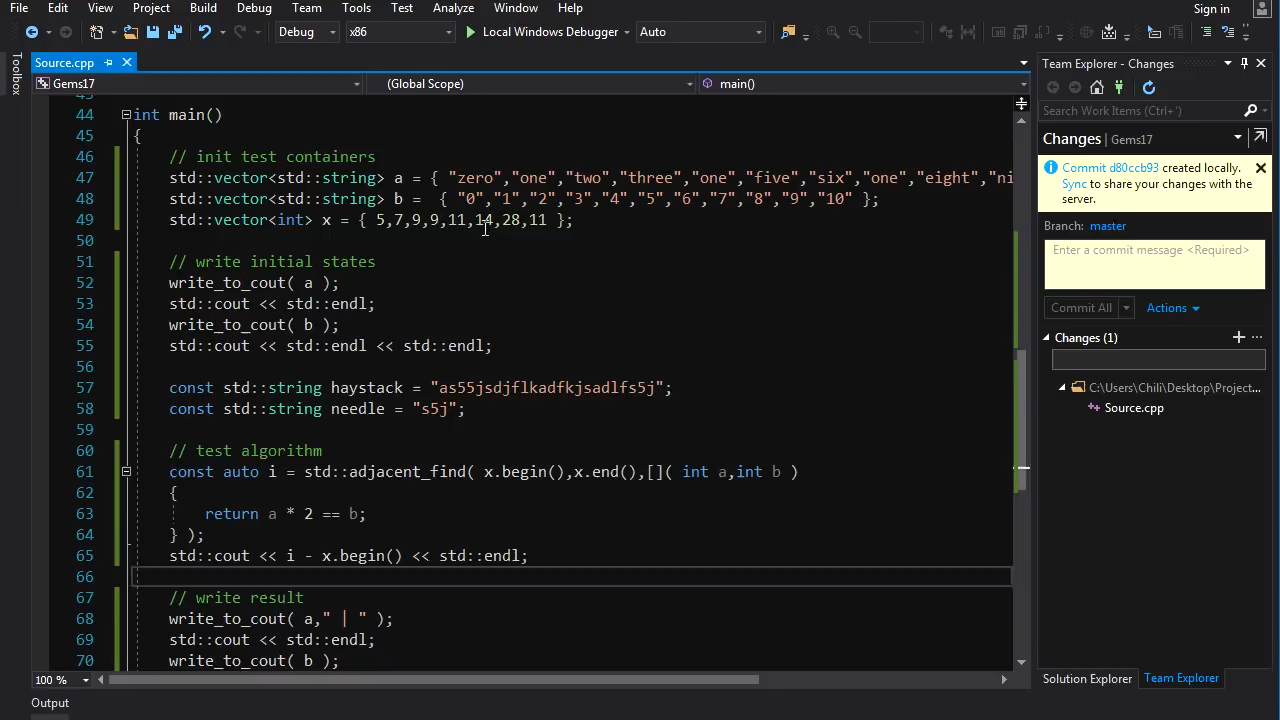 File Edit View Project Build Debug Team Tools Test Analyze Window Help Sign in
Debug x86 Local Windows Debugger Auto
Toolbox
Source.cpp
Gems17 (Global Scope) main()
44 int main()
45 {
46 // init test containers
47 std::vector<std::string> a = { "zero","one","two","three","one","five","six","one","eight","ni
48 std::vector<std::string> b =  { "0","1","2","3","4","5","6","7","8","9","10" };
49 std::vector<int> x = { 5,7,9,9,11,14,28,11 };
50
51 // write initial states
52 write_to_cout( a );
53 std::cout << std::endl;
54 write_to_cout( b );
55 std::cout << std::endl << std::endl;
56
57 const std::string haystack = "as55jsdjflkadfkjsadlfs5j";
58 const std::string needle = "s5j";
59
60 // test algorithm
61 const auto i = std::adjacent_find( x.begin(),x.end(),[]( int a,int b )
62 {
63 return a * 2 == b;
64 } );
65 std::cout << i - x.begin() << std::endl;
66
67 // write result
68 write_to_cout( a," | " );
69 std::cout << std::endl;
70 write_to_cout( b );
100 %
Output
Team Explorer - Changes
Search Work Items (Ctrl+')
Changes | Gems17
Commit d80ccb93 created locally.
Sync to share your changes with the
server.
Branch: master
Enter a commit message <Required>
Commit All Actions
Changes (1)
C:\Users\Chili\Desktop\Project...
Source.cpp
Solution Explorer Team Explorer